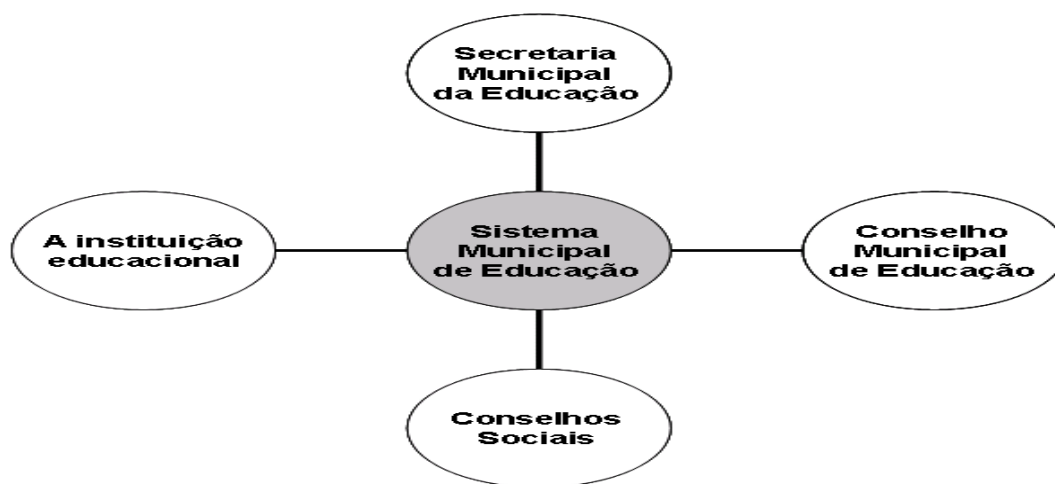 Secretaria
Municipal
da Educação
A instituição
educacional
Sistema
Municipal
de Educação
Conselho
Municipal
de Educação
Conselhos
Sociais